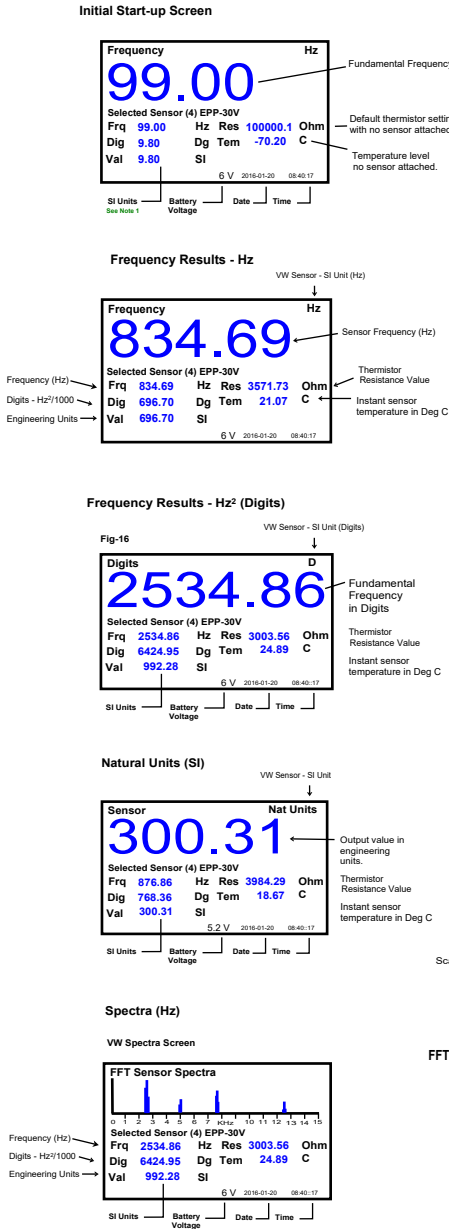 Initial Start-up Screen
Frequency Hz
99.00
Fundamental Frequency
Selected Sensor (4) EPP-30V
Frq 99.00 Hz Res 100000.1 Ohm
Dig 9.80 Dg Tem -70.20 C
Val 9.80 SI
6 V 2016-01-20 08:40:17
Default thermistor settin
with no sensor attached
Temperature level
no sensor attached.
SI Units Battery Voltage Date Time
See Note 1
Frequency Results - Hz
VW Sensor - SI Unit (Hz)
Frequency Hz
834.69
Sensor Frequency (Hz)
Selected Sensor (4) EPP-30V
Frequency (Hz) Frq 834.69 Hz Res 3571.73 Ohm
Digits - Hz²/1000 Dig 696.70 Dg Tem 21.07 C
Engineering Units Val 696.70 SI
6 V 2016-01-20 08:40:17
Thermistor
Resistance Value
Instant sensor
temperature in Deg C
Frequency Results - Hz² (Digits)
VW Sensor - SI Unit (Digits)
Fig-16
Digits D
2534.86
Fundamental
Frequency
in Digits
Selected Sensor (4) EPP-30V
Frq 2534.86 Hz Res 3003.56 Ohm
Dig 6424.95 Dg Tem 24.89 C
Val 992.28 SI
6 V 2016-01-20 08:40::17
Thermistor
Resistance Value
Instant sensor
temperature in Deg C
SI Units Battery Voltage Date Time
Natural Units (SI)
VW Sensor - SI Unit
Sensor Nat Units
300.31
Output value in
engineering
units.
Selected Sensor (4) EPP-30V
Frq 876.86 Hz Res 3984.29 Ohm
Dig 768.36 Dg Tem 18.67 C
Val 300.31 SI
5.2 V 2016-01-20 08:40::17
Thermistor
Resistance Value
Instant sensor
temperature in Deg C
SI Units Battery Voltage Date Time
Sca
Spectra (Hz)
VW Spectra Screen
FFT
FFT Sensor Spectra
0 1 2 3 4 5 6 7 KHz 9 10 11 12 13 14 15
Selected Sensor (4) EPP-30V
Frequency (Hz) Frq 2534.86 Hz Res 3003.56 Ohm
Digits - Hz²/1000 Dig 6424.95 Dg Tem 24.89 C
Engineering Units Val 992.28 SI
6 V 2016-01-20 08:40::17
SI Units Battery Voltage Date Time